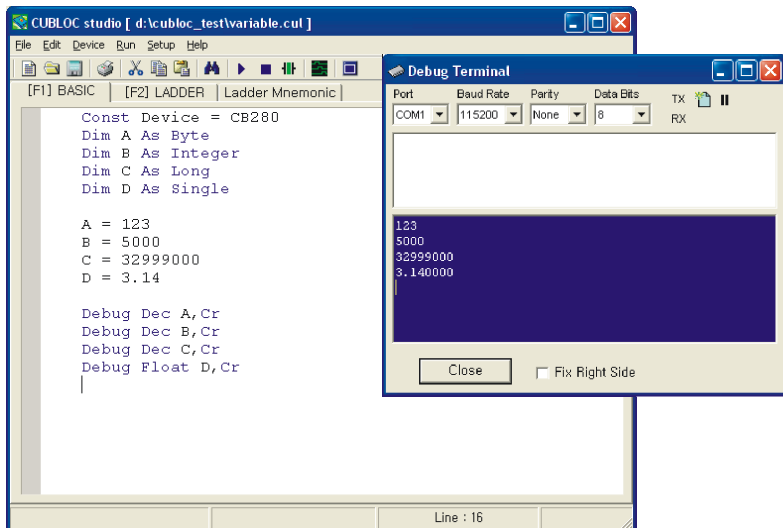 CUBLOC studio [ d:\cubloc_test\variable.cul ]
File Edit Device Run Setup Help
[F1] BASIC [F2] LADDER Ladder Mnemonic
Const Device = CB280
Dim A As Byte
Dim B As Integer
Dim C As Long
Dim D As Single
A = 123
B = 5000
C = 32999000
D = 3.14
Debug Dec A,Cr
Debug Dec B,Cr
Debug Dec C,Cr
Debug Float D,Cr
Line : 16
Debug Terminal
Port Baud Rate Parity Data Bits TX
COM1 115200 None 8 RX
123
5000
32999000
3.140000
Close Fix Right Side